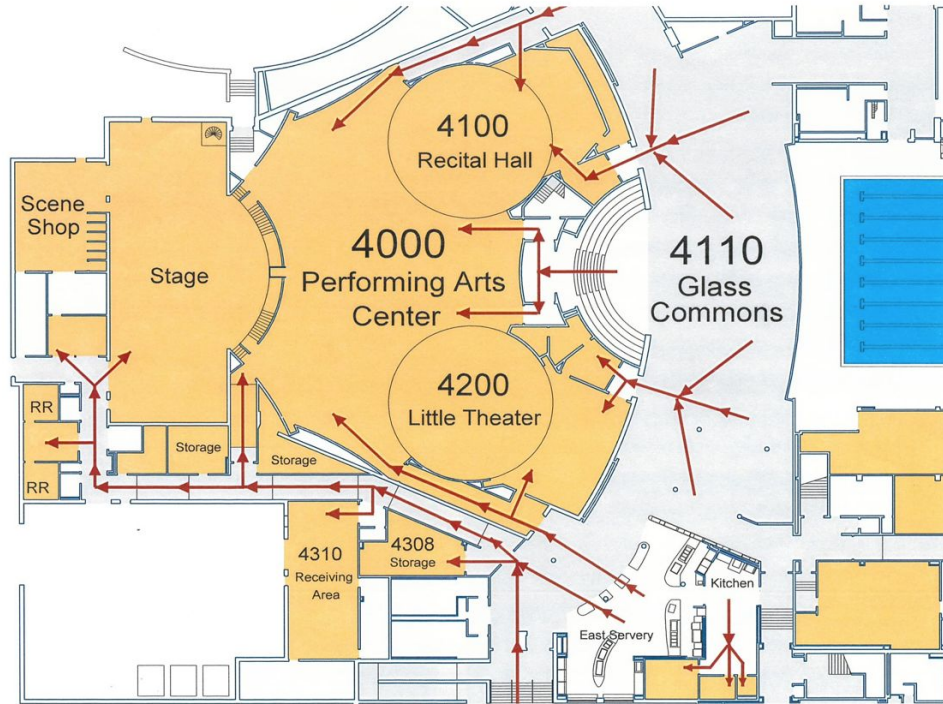 4100
Recital Hall
Scene
Shop
Stage
4000
Performing Arts
Center
4110
Glass
Commons
4200
Little Theater
RR
RR
Storage
Storage
4310
Receiving
Area
4308
Storage
Kitchen
East Servery